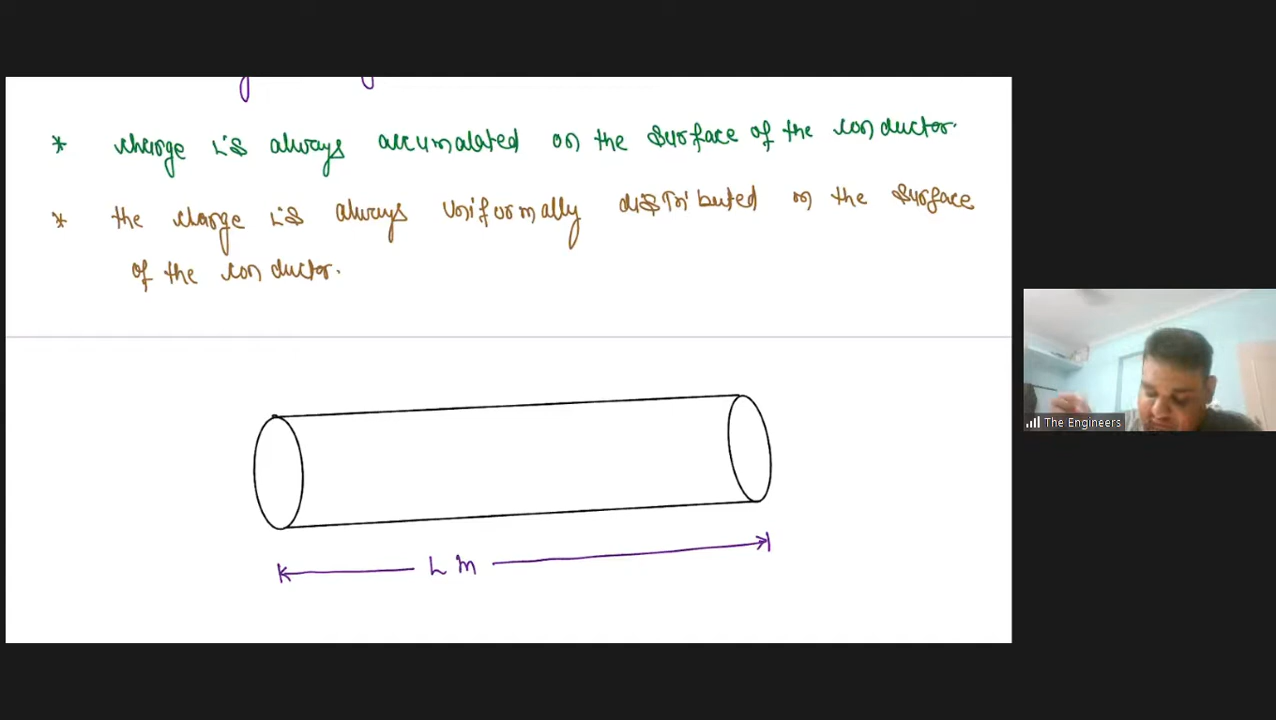 * charge is always accumalated on the surface of the conductor.
* the charge is always uniformally distributed on the surface
of the conductor.
L m
The Engineers